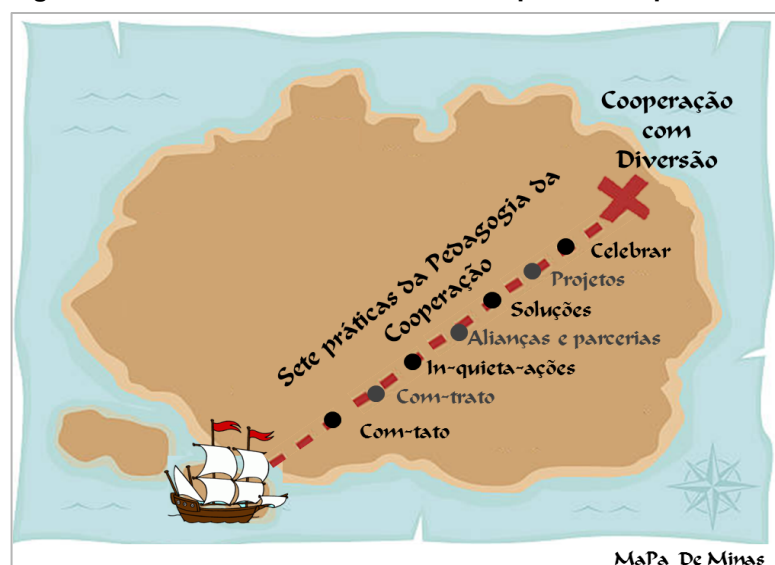 Cooperação
com
Diversão
Sete práticas da Pedagogia da
Cooperação
Celebrar
Projetos
Soluções
Alianças e parcerias
In-quieta-ações
Com-trato
Com-tato
MaPa De Minas